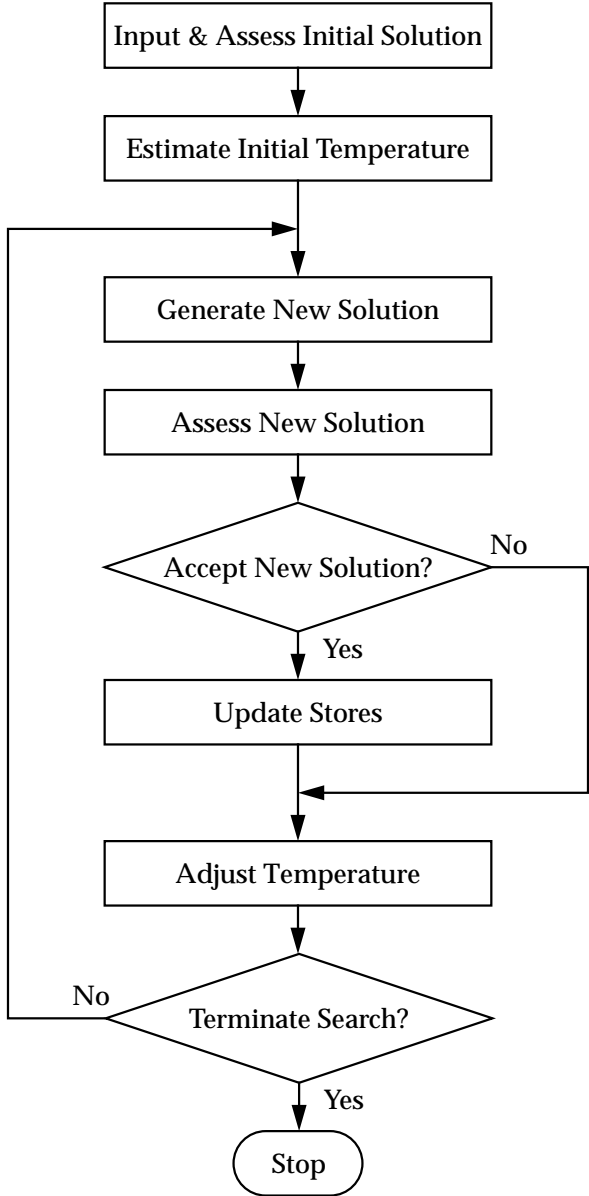 Input & Assess Initial Solution
Estimate Initial Temperature
Generate New Solution
Assess New Solution
Accept New Solution?
No
Yes
Update Stores
Adjust Temperature
Terminate Search?
No
Yes
Stop